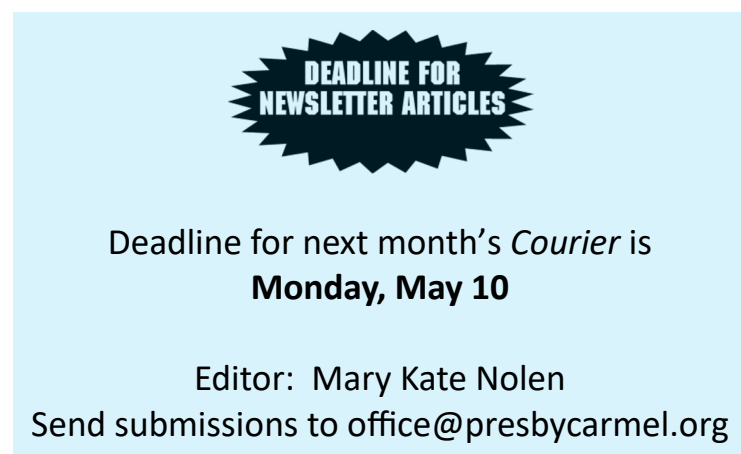 DEADLINE FOR
NEWSLETTER ARTICLES
Deadline for next month’s Courier is
Monday, May 10
Editor:  Mary Kate Nolen
Send submissions to office@presbycarmel.org